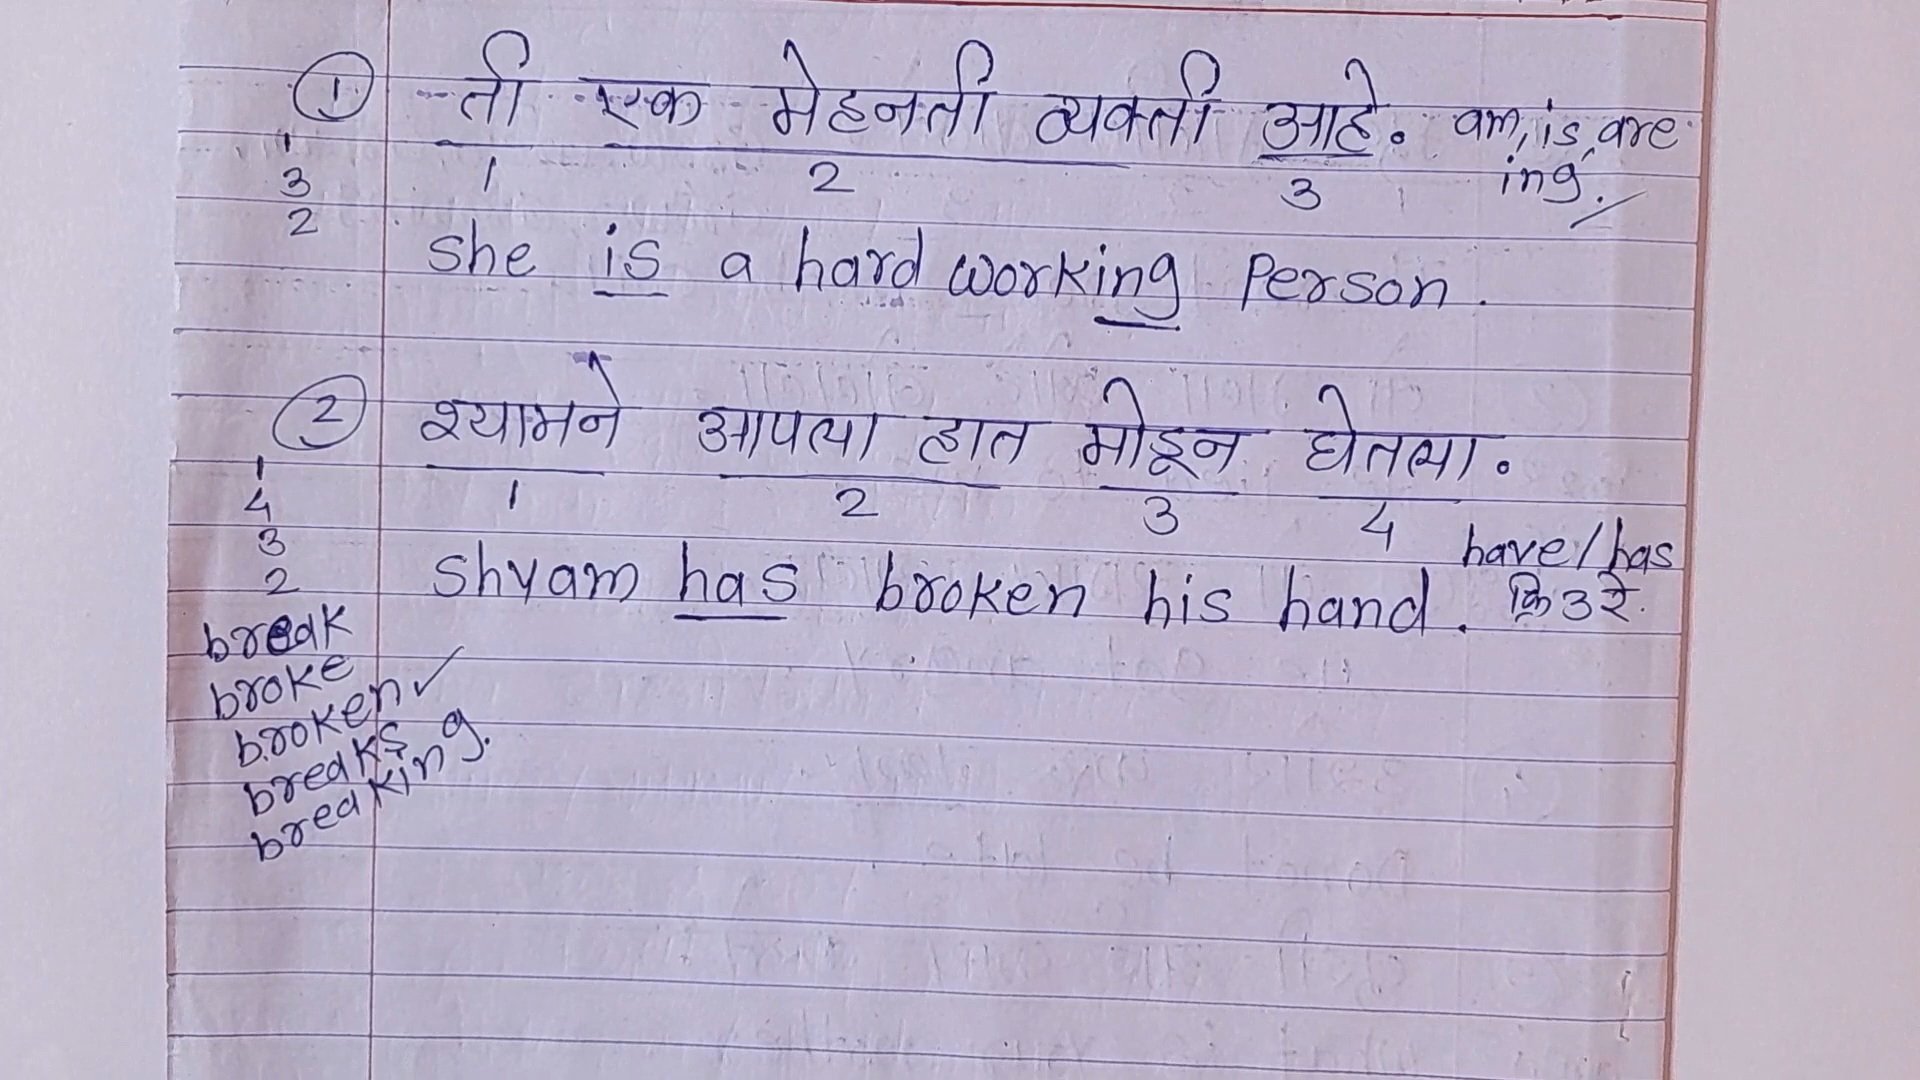 ① ती एक मेहनती व्यक्ती आहे. am, is, are
1 3 2
1 2 3 ing.
she is a hard working Person.
② श्यामने आपला हात मोडून घेतला.
1 4 3 2
1 2 3 4 have/has
shyam has broken his hand. क्रि उ रे.
break
broke
broken ✓
breaks
breaking.